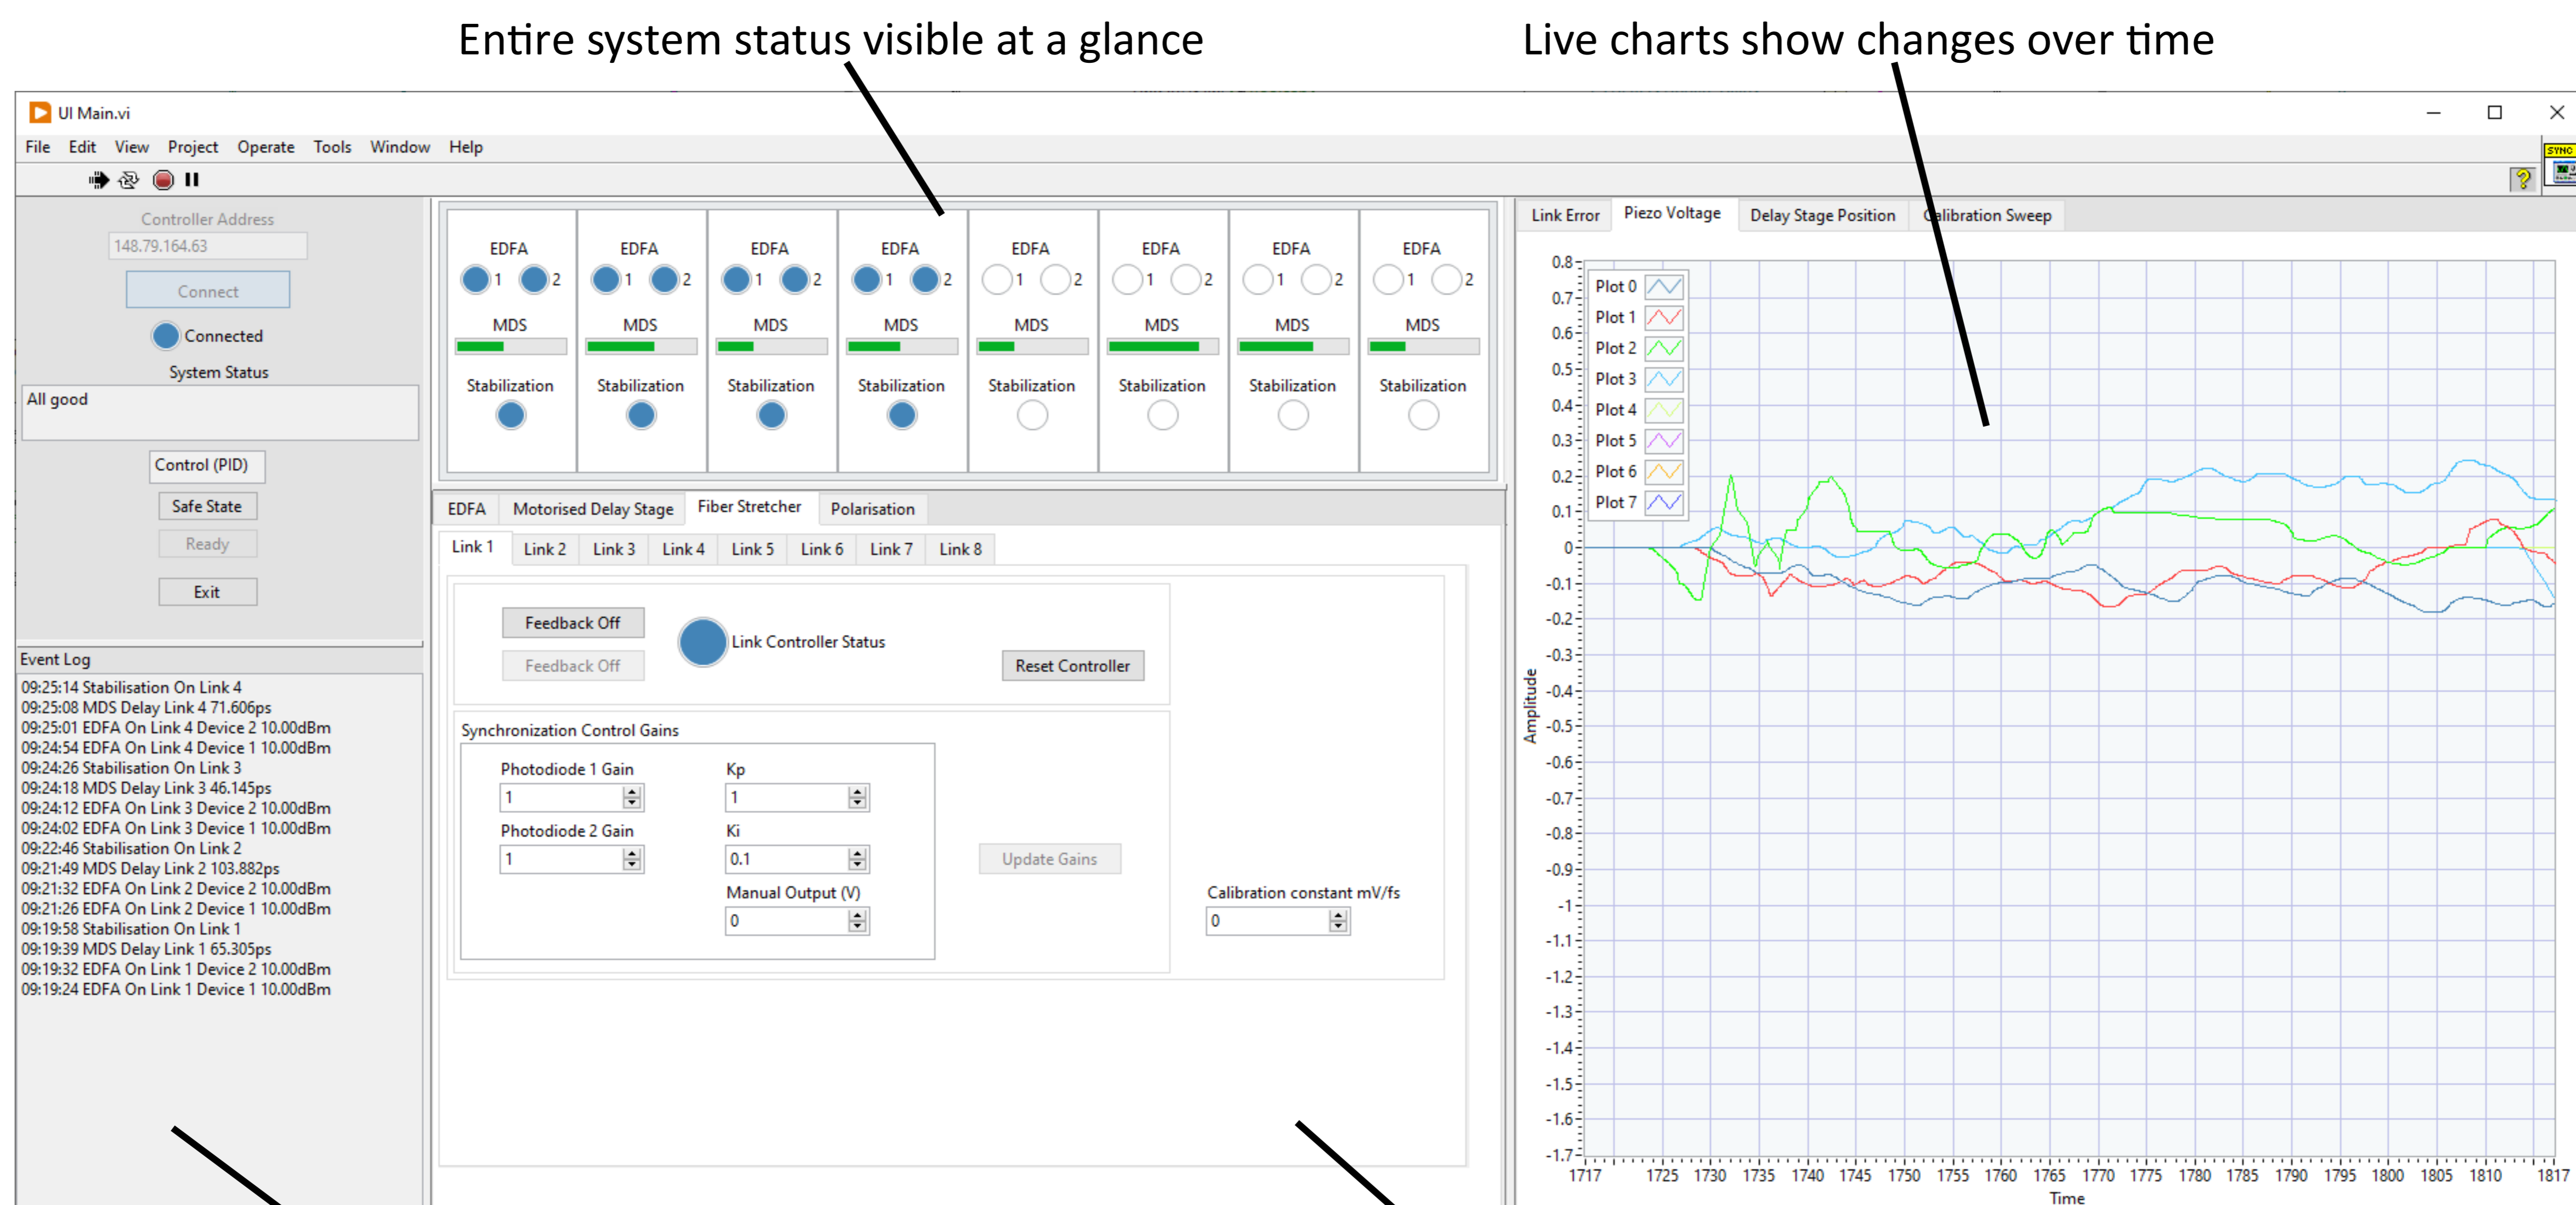 Entire system status visible at a glance
Live charts show changes over time
UI Main.vi
File Edit View Project Operate Tools Window Help
SYNC
Controller Address
148.79.164.63
Connect
Connected
System Status
All good
Control (PID)
Safe State
Ready
Exit
Event Log
09:25:14 Stabilisation On Link 4
09:25:08 MDS Delay Link 4 71.606ps
09:25:01 EDFA On Link 4 Device 2 10.00dBm
09:24:54 EDFA On Link 4 Device 1 10.00dBm
09:24:26 Stabilisation On Link 3
09:24:18 MDS Delay Link 3 46.145ps
09:24:12 EDFA On Link 3 Device 2 10.00dBm
09:24:02 EDFA On Link 3 Device 1 10.00dBm
09:22:46 Stabilisation On Link 2
09:21:49 MDS Delay Link 2 103.882ps
09:21:32 EDFA On Link 2 Device 2 10.00dBm
09:21:26 EDFA On Link 2 Device 1 10.00dBm
09:19:58 Stabilisation On Link 1
09:19:39 MDS Delay Link 1 65.305ps
09:19:32 EDFA On Link 1 Device 2 10.00dBm
09:19:24 EDFA On Link 1 Device 1 10.00dBm
EDFA EDFA EDFA EDFA EDFA EDFA EDFA EDFA
1 2 1 2 1 2 1 2 1 2 1 2 1 2 1 2
MDS MDS MDS MDS MDS MDS MDS MDS
Stabilization Stabilization Stabilization Stabilization Stabilization Stabilization Stabilization Stabilization
EDFA Motorised Delay Stage Fiber Stretcher Polarisation
Link 1 Link 2 Link 3 Link 4 Link 5 Link 6 Link 7 Link 8
Feedback Off
Link Controller Status
Feedback Off
Reset Controller
Synchronization Control Gains
Photodiode 1 Gain Kp
1 1
Photodiode 2 Gain Ki
1 0.1
Update Gains
Manual Output (V)
0
Calibration constant mV/fs
0
Link Error Piezo Voltage Delay Stage Position Calibration Sweep
Plot 0
Plot 1
Plot 2
Plot 3
Plot 4
Plot 5
Plot 6
Plot 7
0.8
0.7
0.6
0.5
0.4
0.3
0.2
0.1
0
-0.1
-0.2
-0.3
-0.4
-0.5
-0.6
-0.7
-0.8
-0.9
-1
-1.1
-1.2
-1.3
-1.4
-1.5
-1.6
-1.7
Amplitude
1717 1725 1730 1735 1740 1745 1750 1755 1760 1765 1770 1775 1780 1785 1790 1795 1800 1805 1810 1817
Time